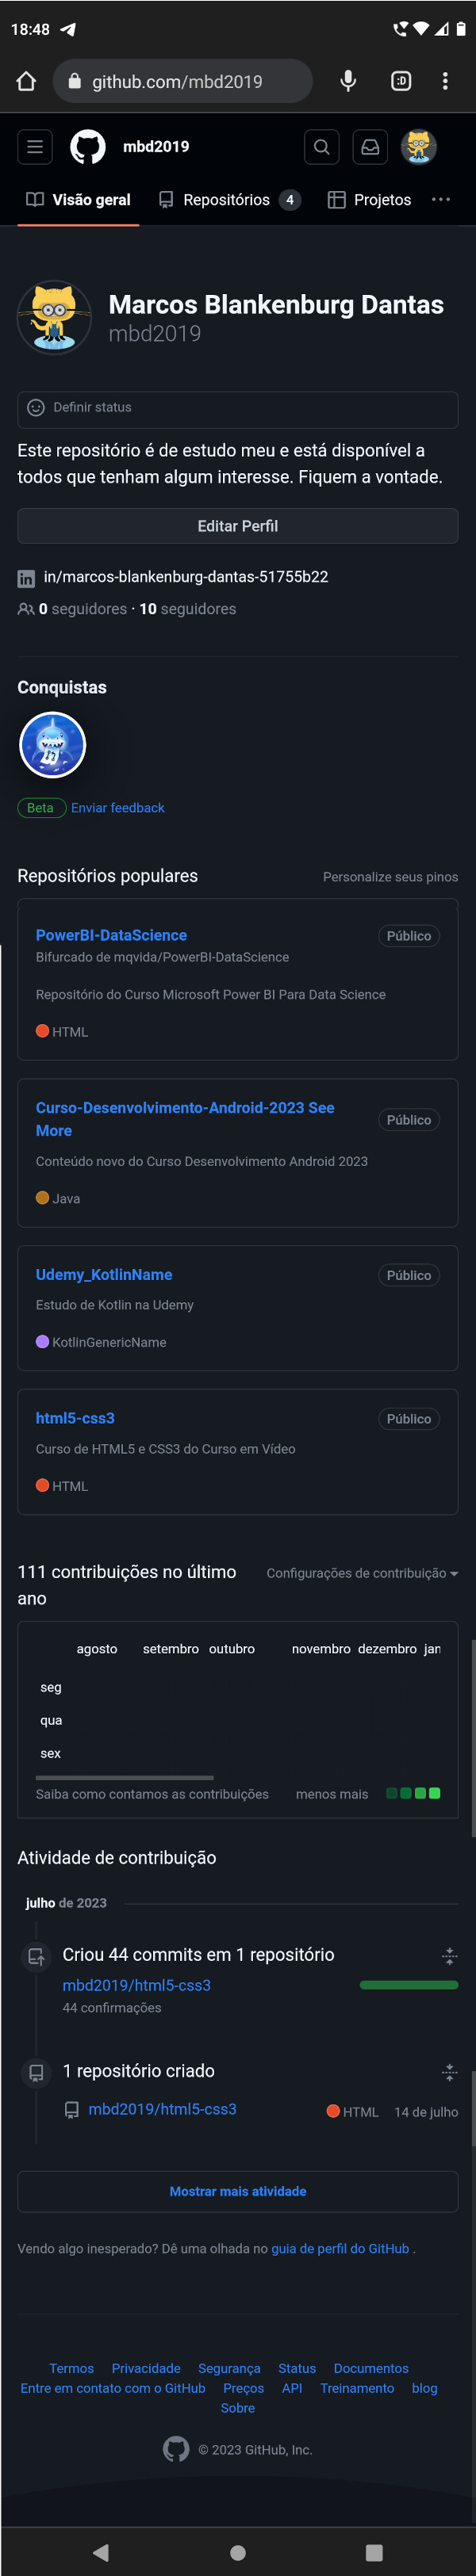 18:48
github.com/mbd2019
:D
mbd2019
Visão geral Repositórios 4 Projetos ...
Marcos Blankenburg Dantas
mbd2019
Definir status
Este repositório é de estudo meu e está disponível a
todos que tenham algum interesse. Fiquem a vontade.
Editar Perfil
in in/marcos-blankenburg-dantas-51755b22
0 seguidores · 10 seguidores
Conquistas
Beta Enviar feedback
Repositórios populares Personalize seus pinos
PowerBI-DataScience Público
Bifurcado de mqvida/PowerBI-DataScience
Repositório do Curso Microsoft Power BI Para Data Science
HTML
Curso-Desenvolvimento-Android-2023 See
More Público
Conteúdo novo do Curso Desenvolvimento Android 2023
Java
Udemy_KotlinName Público
Estudo de Kotlin na Udemy
KotlinGenericName
html5-css3 Público
Curso de HTML5 e CSS3 do Curso em Vídeo
HTML
111 contribuições no último
ano
Configurações de contribuição
agosto setembro outubro novembro dezembro jan
seg
qua
sex
Saiba como contamos as contribuições menos mais
Atividade de contribuição
julho de 2023
Criou 44 commits em 1 repositório
mbd2019/html5-css3
44 confirmações
1 repositório criado
mbd2019/html5-css3 HTML 14 de julho
Mostrar mais atividade
Vendo algo inesperado? Dê uma olhada no guia de perfil do GitHub .
Termos Privacidade Segurança Status Documentos
Entre em contato com o GitHub Preços API Treinamento blog
Sobre
© 2023 GitHub, Inc.